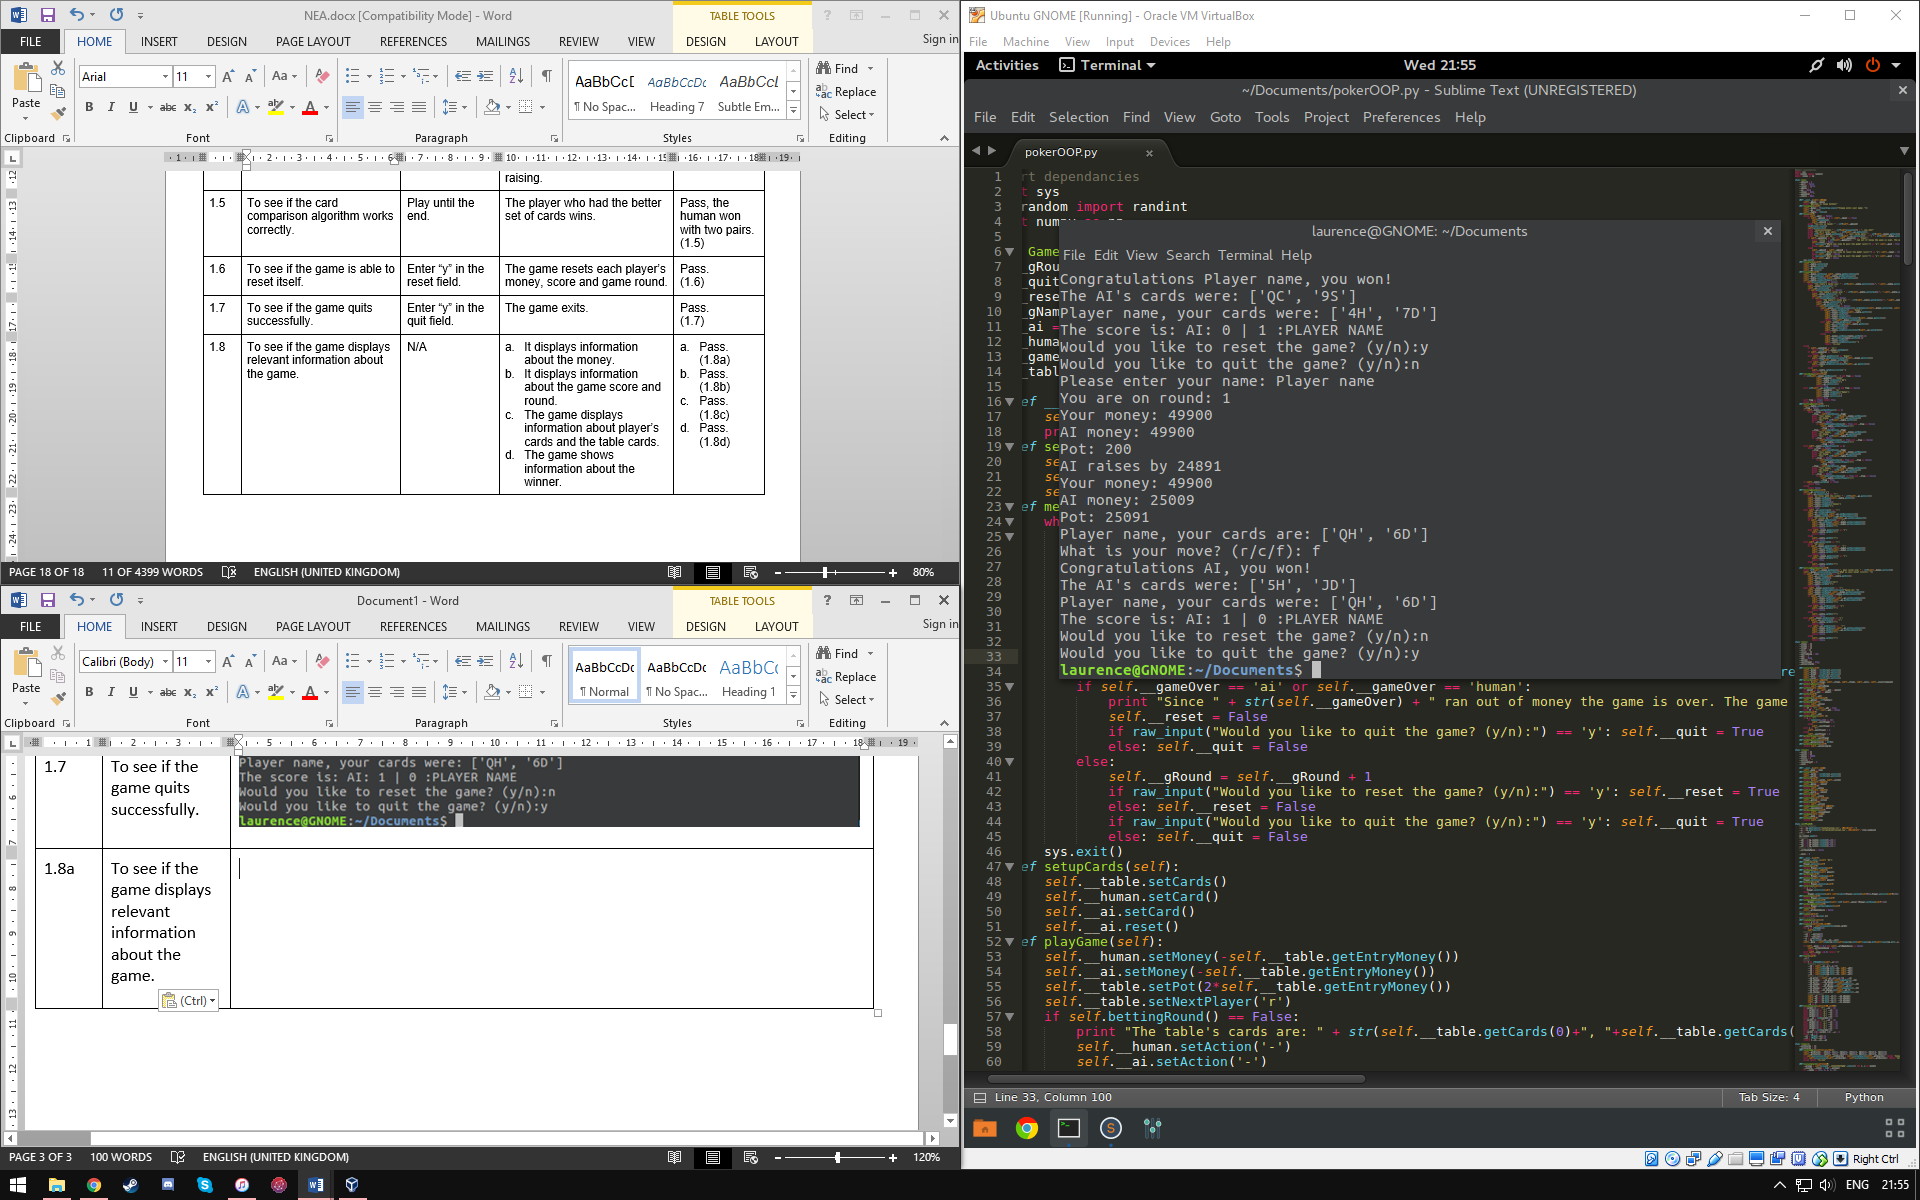 NEA.docx [Compatibility Mode] - Word
TABLE TOOLS
FILE HOME INSERT DESIGN PAGE LAYOUT REFERENCES MAILINGS REVIEW VIEW DESIGN LAYOUT Sign in
Arial 11
Paste
Find
Replace
Select
AaBbCcD AaBbCcDc AaBbCcL
¶ No Spac... Heading 7 Subtle Em...
Clipboard Font Paragraph Styles Editing
raising.
1.5 To see if the card comparison algorithm works correctly. Play until the end. The player who had the better set of cards wins. Pass, the human won with two pairs. (1.5)
1.6 To see if the game is able to reset itself. Enter “y” in the reset field. The game resets each player’s money, score and game round. Pass. (1.6)
1.7 To see if the game quits successfully. Enter “y” in the quit field. The game exits. Pass. (1.7)
1.8 To see if the game displays relevant information about the game. N/A
a. It displays information about the money. a. Pass. (1.8a)
b. It displays information about the game score and round. b. Pass. (1.8b)
c. The game displays information about player’s cards and the table cards. c. Pass. (1.8c)
d. The game shows information about the winner. d. Pass. (1.8d)
PAGE 18 OF 18 11 OF 4399 WORDS ENGLISH (UNITED KINGDOM) 80%
Document1 - Word
TABLE TOOLS
FILE HOME INSERT DESIGN PAGE LAYOUT REFERENCES MAILINGS REVIEW VIEW DESIGN LAYOUT Sign in
Calibri (Body) 11
Paste
Find
Replace
Select
AaBbCcDc AaBbCcDc AaBbCc
¶ Normal ¶ No Spac... Heading 1
Clipboard Font Paragraph Styles Editing
1.7 To see if the game quits successfully.
Player name, your cards were: ['QH', '6D']
The score is: AI: 1 | 0 :PLAYER NAME
Would you like to reset the game? (y/n):n
Would you like to quit the game? (y/n):y
laurence@GNOME:~/Documents$
1.8a To see if the game displays relevant information about the game.
(Ctrl)
PAGE 3 OF 3 100 WORDS ENGLISH (UNITED KINGDOM) 120%
Ubuntu GNOME [Running] - Oracle VM VirtualBox
File Machine View Input Devices Help
Activities Terminal Wed 21:55
~/Documents/pokerOOP.py - Sublime Text (UNREGISTERED)
File Edit Selection Find View Goto Tools Project Preferences Help
pokerOOP.py
1 rt dependancies
2 t sys
3 random import randint
laurence@GNOME: ~/Documents
File Edit View Search Terminal Help
Congratulations Player name, you won!
The AI's cards were: ['QC', '9S']
Player name, your cards were: ['4H', '7D']
The score is: AI: 0 | 1 :PLAYER NAME
Would you like to reset the game? (y/n):y
Would you like to quit the game? (y/n):n
Please enter your name: Player name
You are on round: 1
Your money: 49900
AI money: 49900
Pot: 200
AI raises by 24891
Your money: 49900
AI money: 25009
Pot: 25091
Player name, your cards are: ['QH', '6D']
What is your move? (r/c/f): f
Congratulations AI, you won!
The AI's cards were: ['5H', 'JD']
Player name, your cards were: ['QH', '6D']
The score is: AI: 1 | 0 :PLAYER NAME
Would you like to reset the game? (y/n):n
Would you like to quit the game? (y/n):y
laurence@GNOME:~/Documents$
35 if self.__gameOver == 'ai' or self.__gameOver == 'human':
36 print "Since " + str(self.__gameOver) + " ran out of money the game is over. The game
37 self.__reset = False
38 if raw_input("Would you like to quit the game? (y/n):") == 'y': self.__quit = True
39 else: self.__quit = False
40 else:
41 self.__gRound = self.__gRound + 1
42 if raw_input("Would you like to reset the game? (y/n):") == 'y': self.__reset = True
43 else: self.__reset = False
44 if raw_input("Would you like to quit the game? (y/n):") == 'y': self.__quit = True
45 else: self.__quit = False
46 sys.exit()
47 ef setupCards(self):
48 self.__table.setCards()
49 self.__human.setCard()
50 self.__ai.setCard()
51 self.__ai.reset()
52 ef playGame(self):
53 self.__human.setMoney(-self.__table.getEntryMoney())
54 self.__ai.setMoney(-self.__table.getEntryMoney())
55 self.__table.setPot(2*self.__table.getEntryMoney())
56 self.__table.setNextPlayer('r')
57 if self.bettingRound() == False:
58 print "The table's cards are: " + str(self.__table.getCards(0)+", "+self.__table.getCards(
59 self.__human.setAction('-')
60 self.__ai.setAction('-')
Line 33, Column 100 Tab Size: 4 Python
Right Ctrl
ENG 21:55